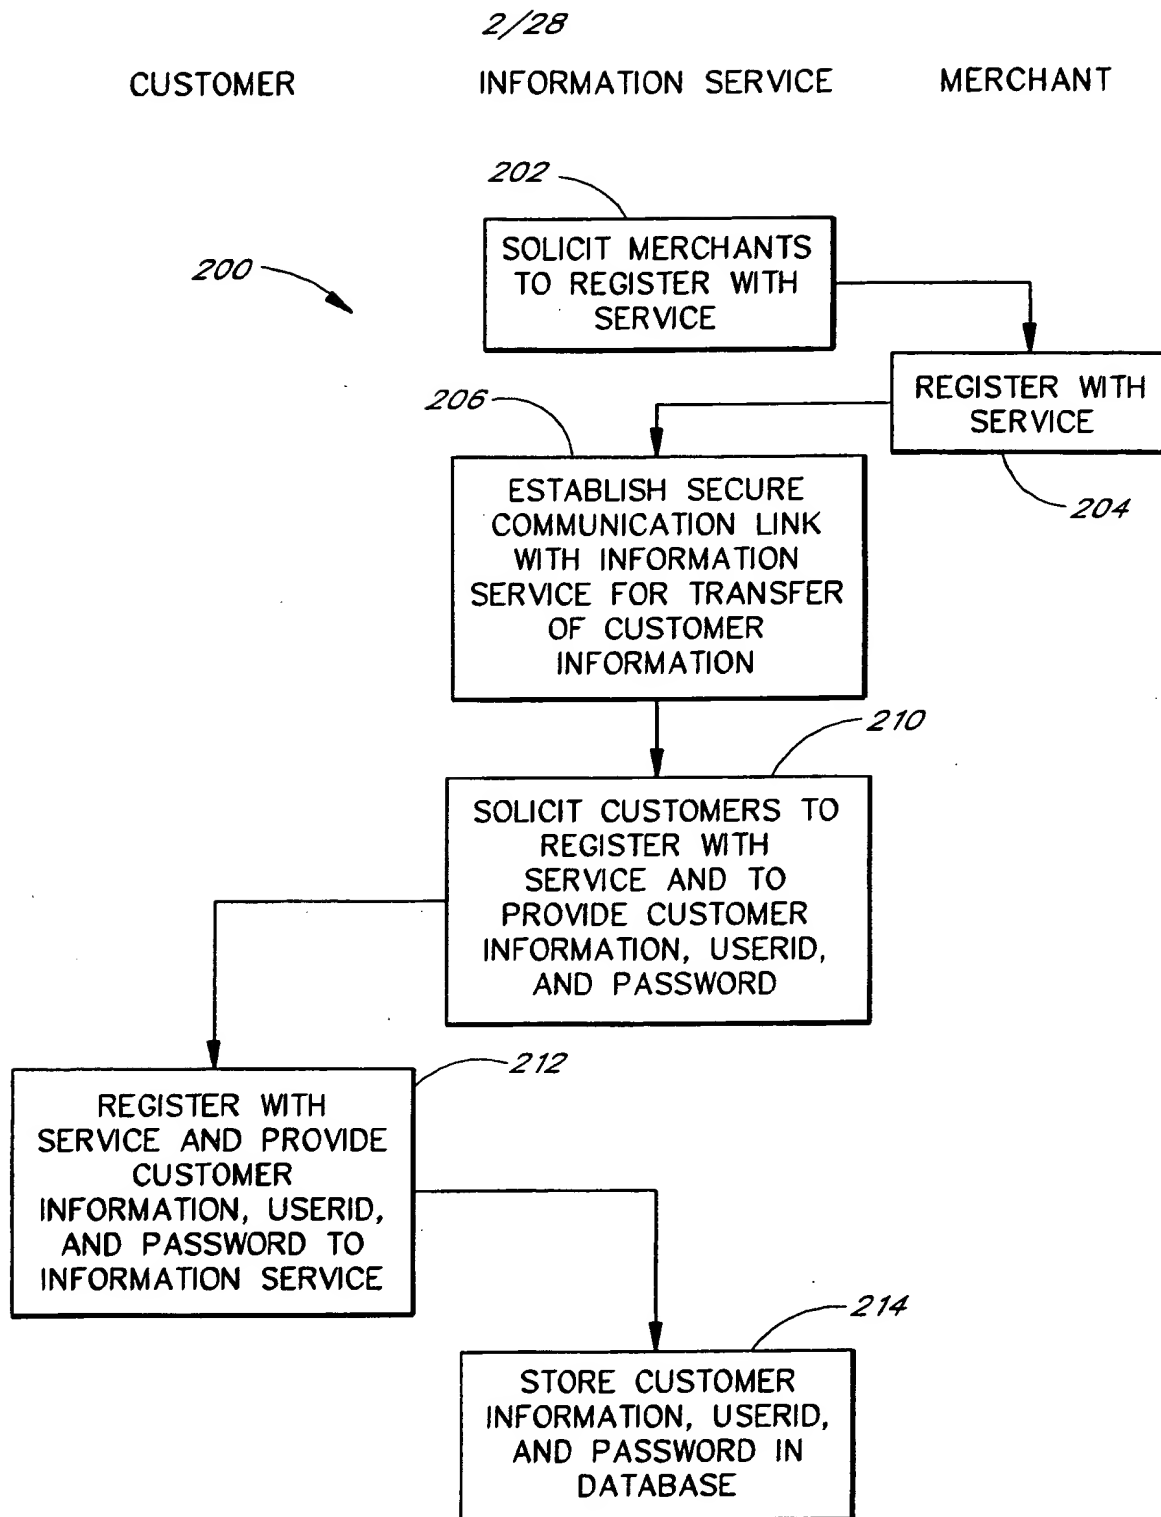 2/28
CUSTOMER INFORMATION SERVICE MERCHANT
202
SOLICIT MERCHANTS
TO REGISTER WITH
SERVICE
200
REGISTER WITH
SERVICE
204
206
ESTABLISH SECURE
COMMUNICATION LINK
WITH INFORMATION
SERVICE FOR TRANSFER
OF CUSTOMER
INFORMATION
210
SOLICIT CUSTOMERS TO
REGISTER WITH
SERVICE AND TO
PROVIDE CUSTOMER
INFORMATION, USERID,
AND PASSWORD
212
REGISTER WITH
SERVICE AND PROVIDE
CUSTOMER
INFORMATION, USERID,
AND PASSWORD TO
INFORMATION SERVICE
214
STORE CUSTOMER
INFORMATION, USERID,
AND PASSWORD IN
DATABASE